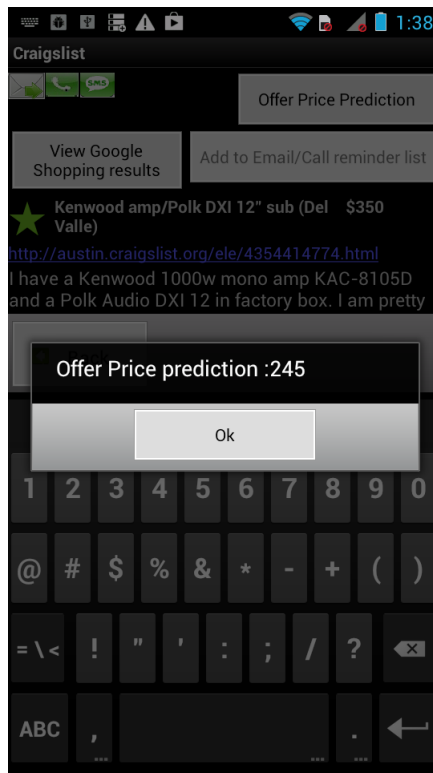 1:38
Craigslist
SMS
Offer Price Prediction
View Google
Shopping results
Add to Email/Call reminder list
Kenwood amp/Polk DXI 12" sub (Del Valle)
$350
http://austin.craigslist.org/ele/4354414774.html
I have a Kenwood 1000w mono amp KAC-8105D
and a Polk Audio DXI 12 in factory box. I am pretty
Back
Offer Price prediction :245
Ok
1 2 3 4 5 6 7 8 9 0
@ # $ % & * - + ( )
= \ < ! " ' : ; / ?
ABC , .